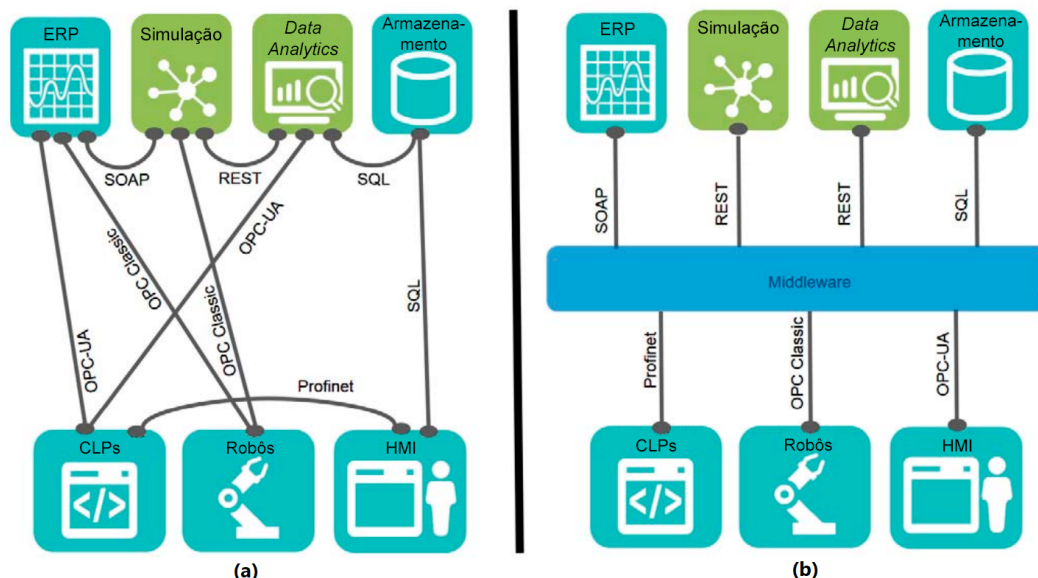 ERP
Simulação
Data
Analytics
Armazena-
mento
SOAP
REST
SQL
OPC-UA
OPC Classic
OPC Classic
OPC-UA
SQL
Profinet
CLPs
</>
Robôs
HMI
(a)
ERP
Simulação
Data
Analytics
Armazena-
mento
SOAP
REST
REST
SQL
Middleware
Profinet
OPC Classic
OPC-UA
CLPs
</>
Robôs
HMI
(b)